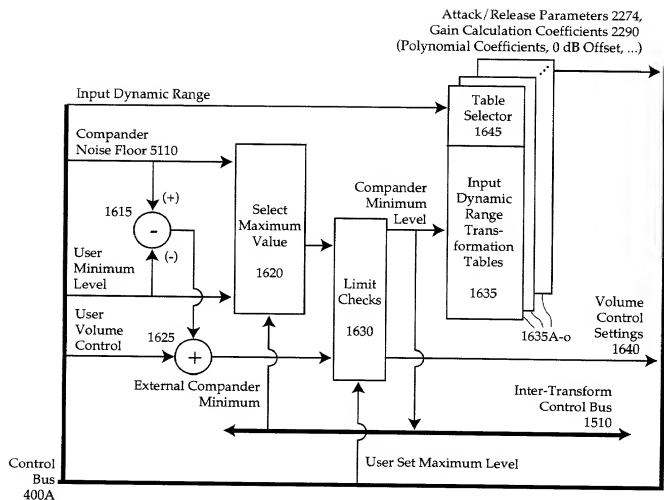 Attack/Release Parameters 2274,
Gain Calculation Coefficients 2290
(Polynomial Coefficients, 0 dB Offset, ...)
Input Dynamic Range
Table
Selector
1645
Compander
Noise Floor 5110
(+)
1615
-
(-)
Select
Maximum
Value
1620
Compander
Minimum
Level
Input
Dynamic
Range
Trans-
formation
Tables
1635
User
Minimum
Level
Limit
Checks
1630
1635A-o
Volume
Control
Settings
1640
User
Volume
Control
1625
+
External Compander
Minimum
Inter-Transform
Control Bus
1510
User Set Maximum Level
Control
Bus
400A